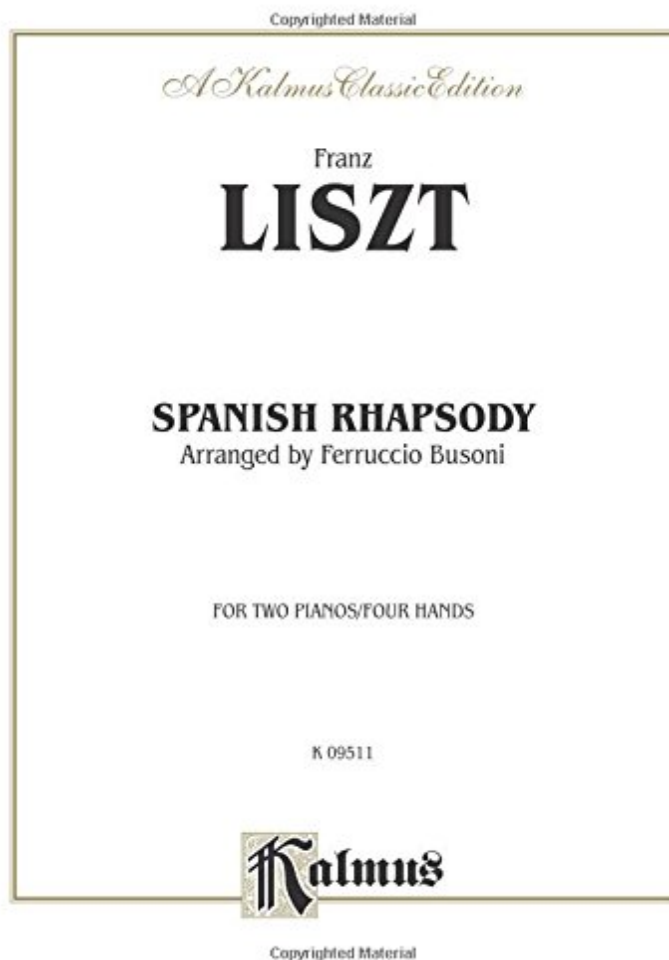 Copyrighted Material
A Kalmus Classic Edition
Franz
LISZT
SPANISH RHAPSODY
Arranged by Ferruccio Busoni
FOR TWO PIANOS/FOUR HANDS
K 09511
Kalmus
Copyrighted Material